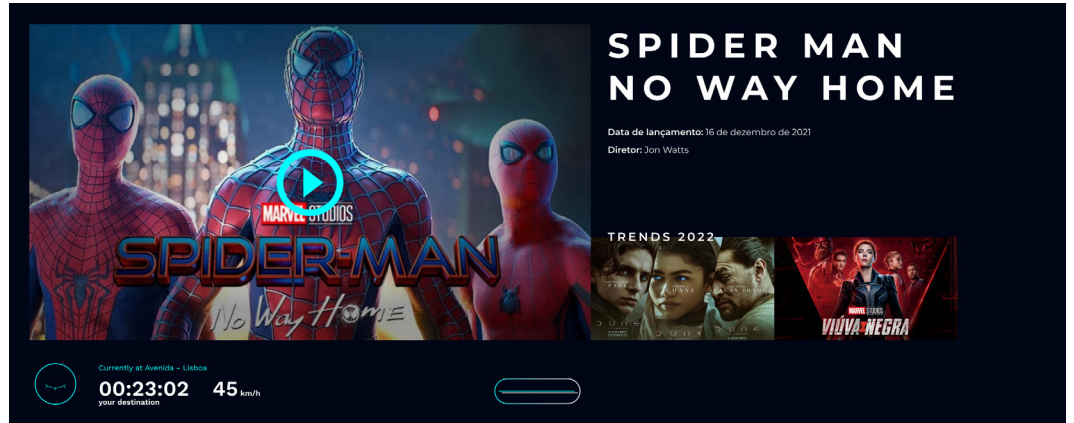 SPIDER MAN
NO WAY HOME
Data de lançamento: 16 de dezembro de 2021
Diretor: Jon Watts
MARVEL STUDIOS
SPIDER-MAN
No Way Home
TRENDS 2022
DUNE
DUNE
DUNE
MARVEL STUDIOS
VIÚVA NEGRA
Currently at Avenida - Lisboa
00:23:02
45 km/h
your destination